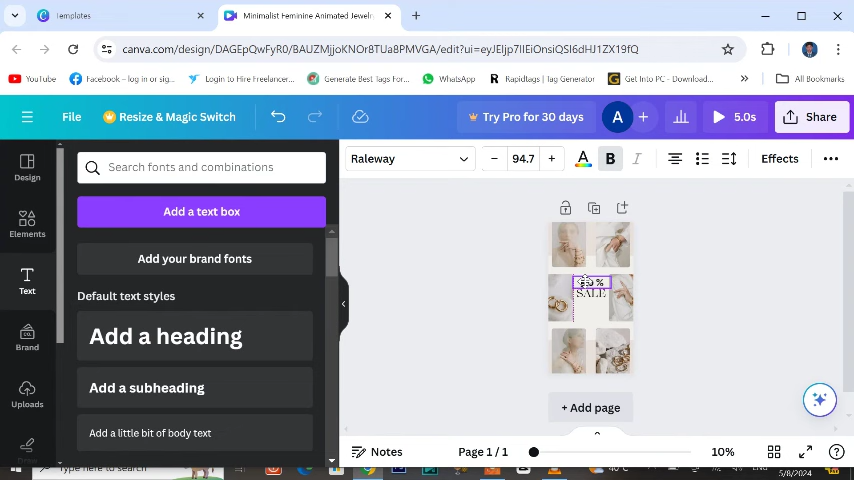 Templates
Minimalist Feminine Animated Jewelry
canva.com/design/DAGEpQwFyR0/BAUZMjjoKNOr8TUa8PMVGA/edit?ui=eyJEIjp7IlEiOnsiQSI6dHJ1ZX19fQ
YouTube
Facebook – log in or sig...
Login to Hire Freelancer...
Generate Best Tags For...
WhatsApp
Rapidtags | Tag Generator
Get Into PC - Download...
All Bookmarks
File
Resize & Magic Switch
Try Pro for 30 days
A
5.0s
Share
Design
Elements
Text
Brand
Uploads
Search fonts and combinations
Add a text box
Add your brand fonts
Default text styles
Add a heading
Add a subheading
Add a little bit of body text
Raleway
94.7
A
B
I
Effects
%
SALE
+ Add page
Notes
Page 1 / 1
10%
Type here to search
40°C
ENG
5/8/2024